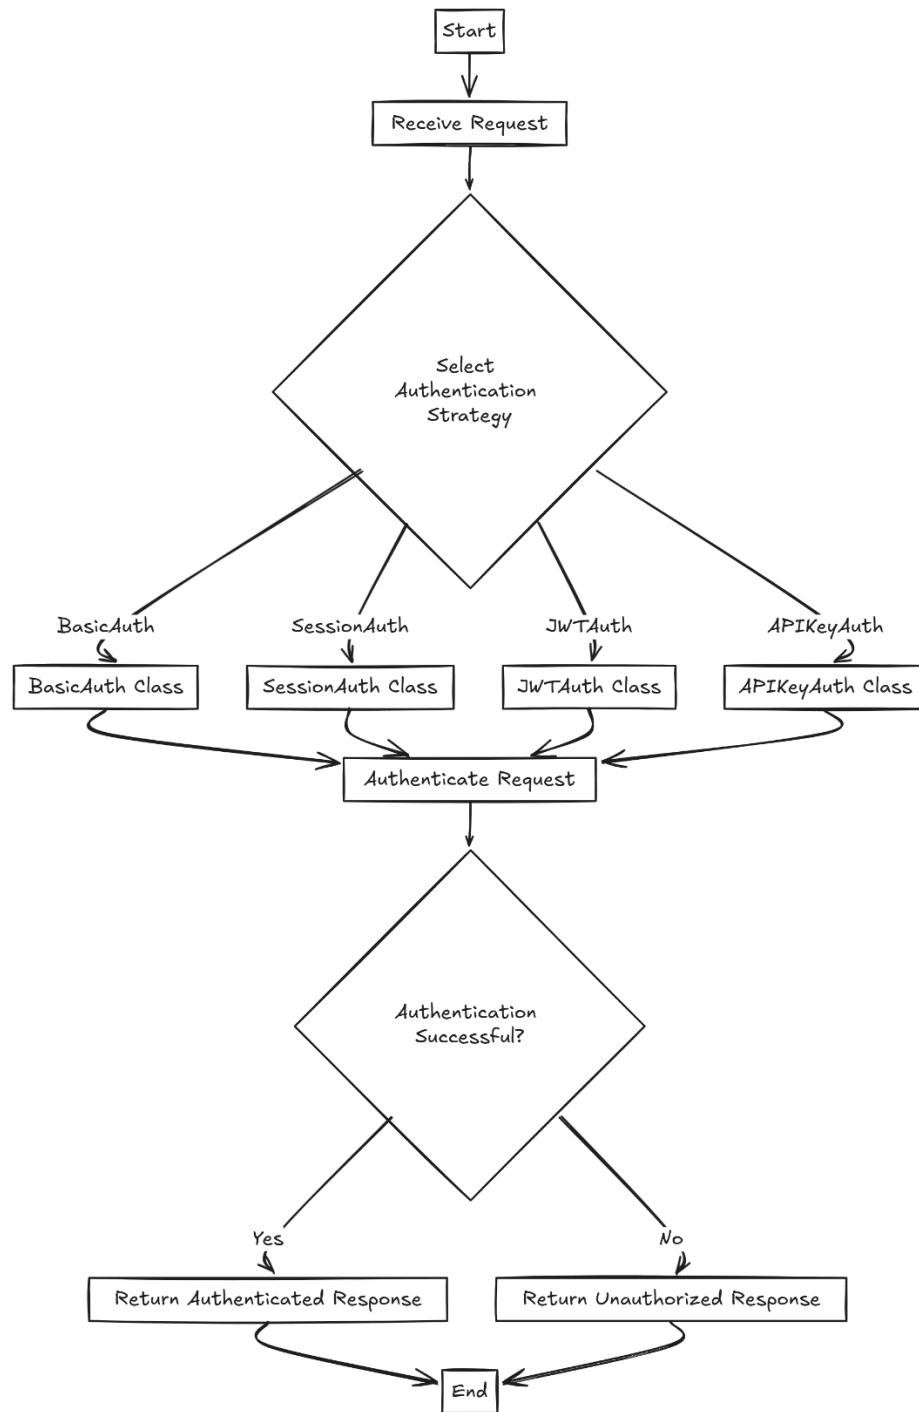 Start
Receive Request
Select
Authentication
Strategy
BasicAuth
SessionAuth
JWTAuth
APIKeyAuth
BasicAuth Class
SessionAuth Class
JWTAuth Class
APIKeyAuth Class
Authenticate Request
Authentication
Successful?
Yes
No
Return Authenticated Response
Return Unauthorized Response
End